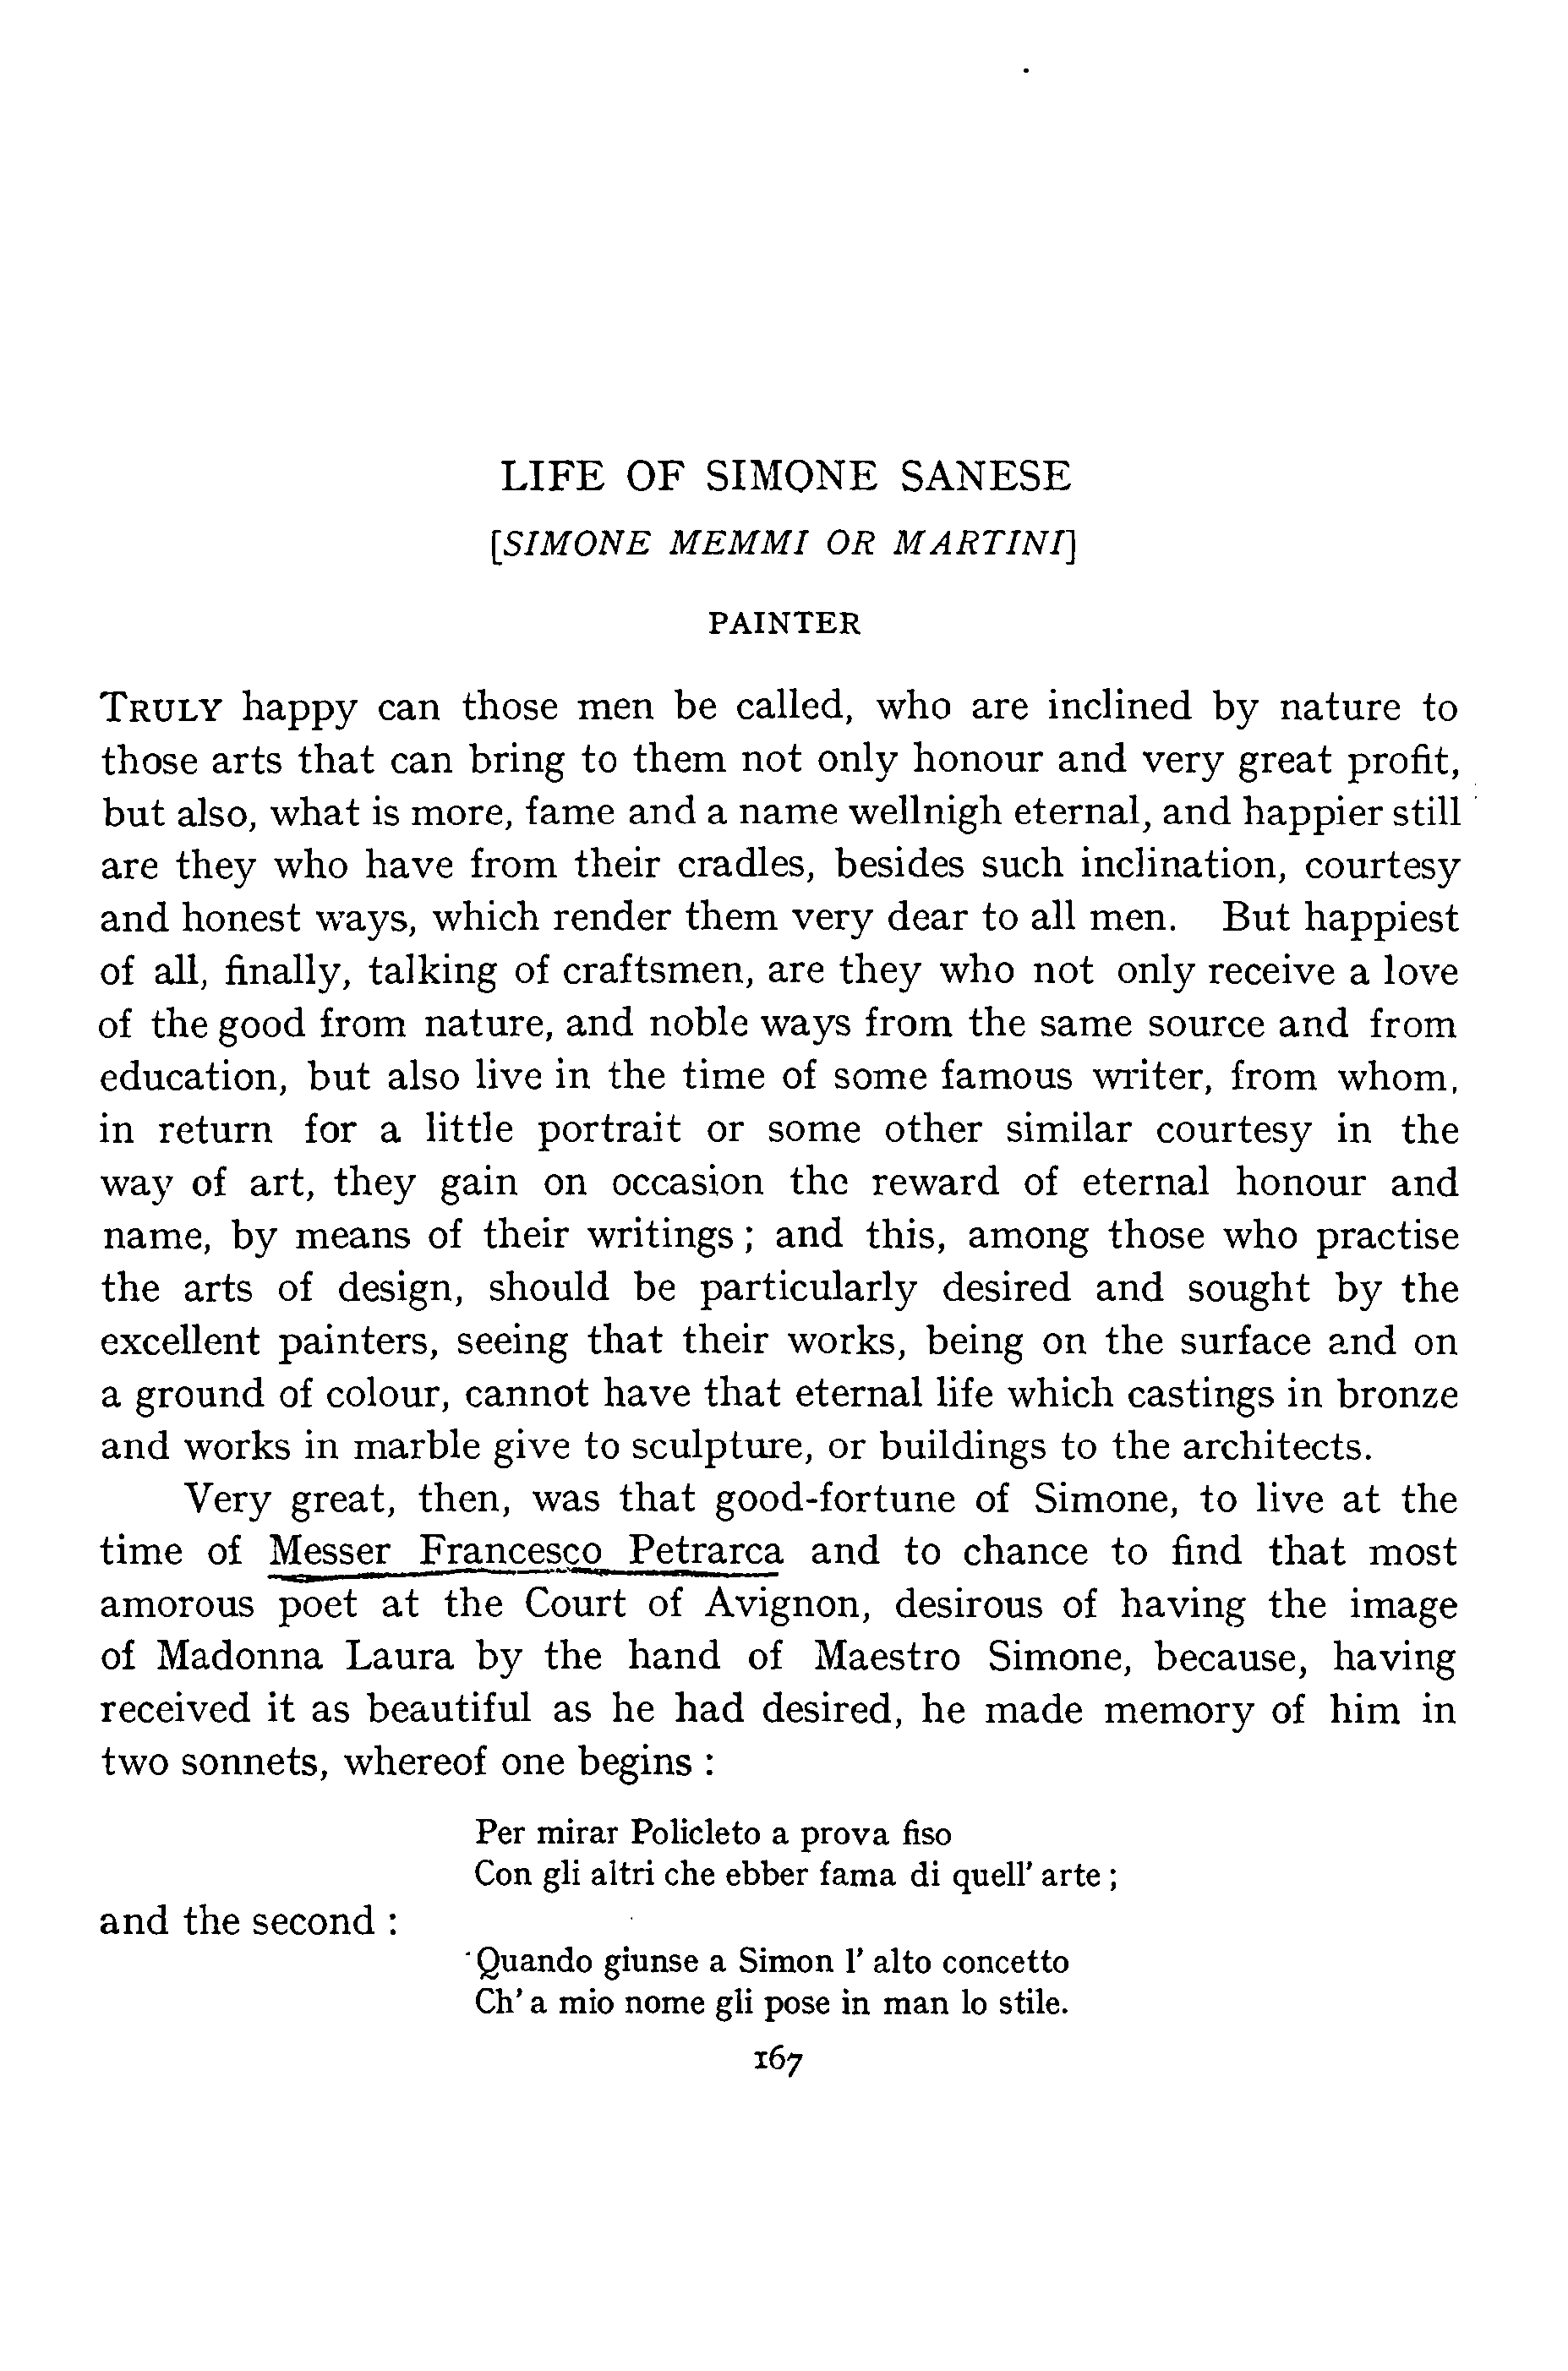 LIFE OF SIMONE SANESE
[SIMONE MEMMI OR MARTINI]
PAINTER
TRULY happy can those men be called, who are inclined by nature to
those arts that can bring to them not only honour and very great profit,
but also, what is more, fame and a name wellnigh eternal, and happier still
are they who have from their cradles, besides such inclination, courtesy
and honest ways, which render them very dear to all men. But happiest
of all, finally, talking of craftsmen, are they who not only receive a love
of the good from nature, and noble ways from the same source and from
education, but also live in the time of some famous writer, from whom,
in return for a little portrait or some other similar courtesy in the
way of art, they gain on occasion the reward of eternal honour and
name, by means of their writings ; and this, among those who practise
the arts of design, should be particularly desired and sought by the
excellent painters, seeing that their works, being on the surface and on
a ground of colour, cannot have that eternal life which castings in bronze
and works in marble give to sculpture, or buildings to the architects.
Very great, then, was that good-fortune of Simone, to live at the
time of Messer Francesco Petrarca and to chance to find that most
amorous poet at the Court of Avignon, desirous of having the image
of Madonna Laura by the hand of Maestro Simone, because, having
received it as beautiful as he had desired, he made memory of him in
two sonnets, whereof one begins :
Per mirar Policleto a prova fiso
Con gli altri che ebber fama di quell' arte ;
and the second :
Quando giunse a Simon l' alto concetto
Ch' a mio nome gli pose in man lo stile.
167